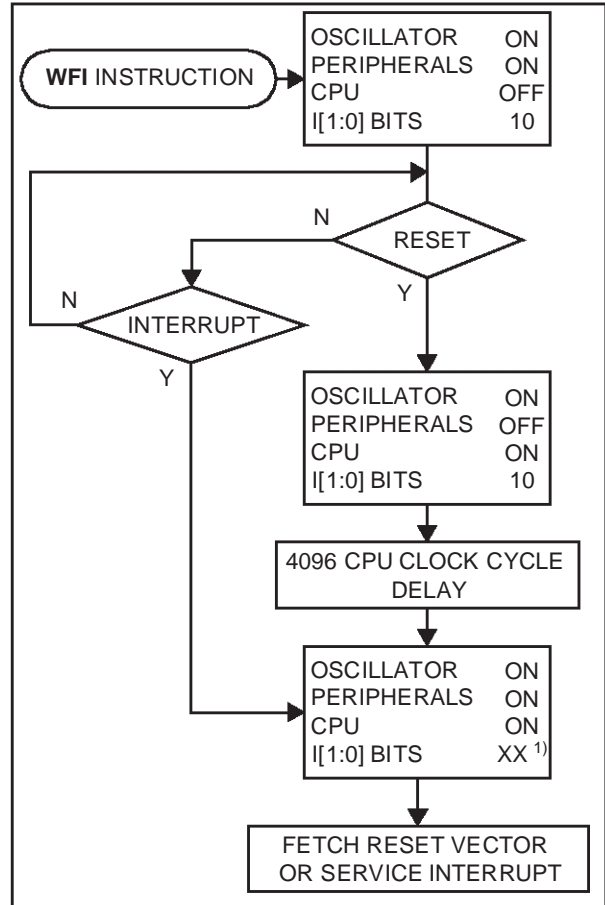 WFI INSTRUCTION
OSCILLATOR ON
PERIPHERALS ON
CPU OFF
I[1:0] BITS 10
N
RESET
Y
N
INTERRUPT
Y
OSCILLATOR ON
PERIPHERALS OFF
CPU ON
I[1:0] BITS 10
4096 CPU CLOCK CYCLE
DELAY
OSCILLATOR ON
PERIPHERALS ON
CPU ON
I[1:0] BITS XX 1)
FETCH RESET VECTOR
OR SERVICE INTERRUPT